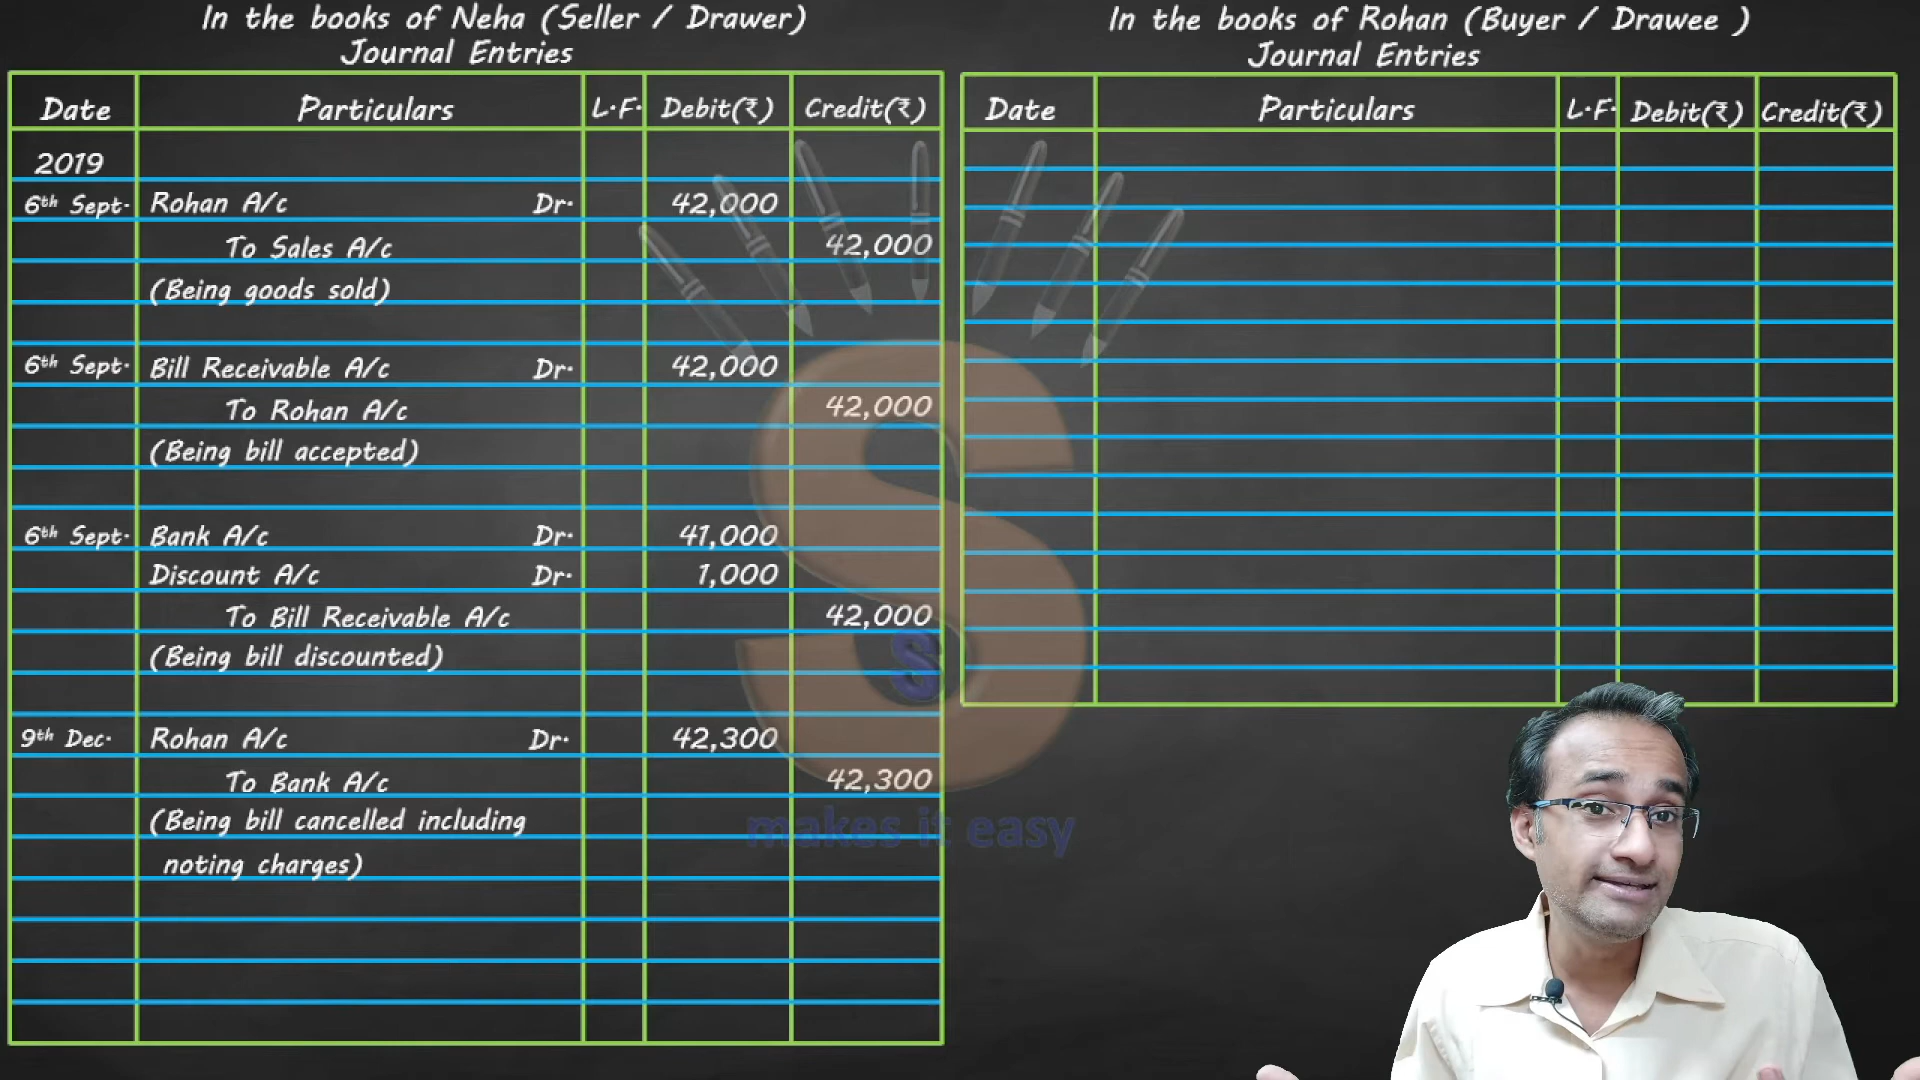 In the books of Neha (Seller / Drawer)
Journal Entries
Date Particulars L.F. Debit(₹) Credit(₹)
2019
6th Sept. Rohan A/c Dr. 42,000
To Sales A/c 42,000
(Being goods sold)
6th Sept. Bill Receivable A/c Dr. 42,000
To Rohan A/c 42,000
(Being bill accepted)
6th Sept. Bank A/c Dr. 41,000
Discount A/c Dr. 1,000
To Bill Receivable A/c 42,000
(Being bill discounted)
9th Dec. Rohan A/c Dr. 42,300
To Bank A/c 42,300
(Being bill cancelled including
noting charges)
In the books of Rohan (Buyer / Drawee )
Journal Entries
Date Particulars L.F. Debit(₹) Credit(₹)
S
S
makes it easy